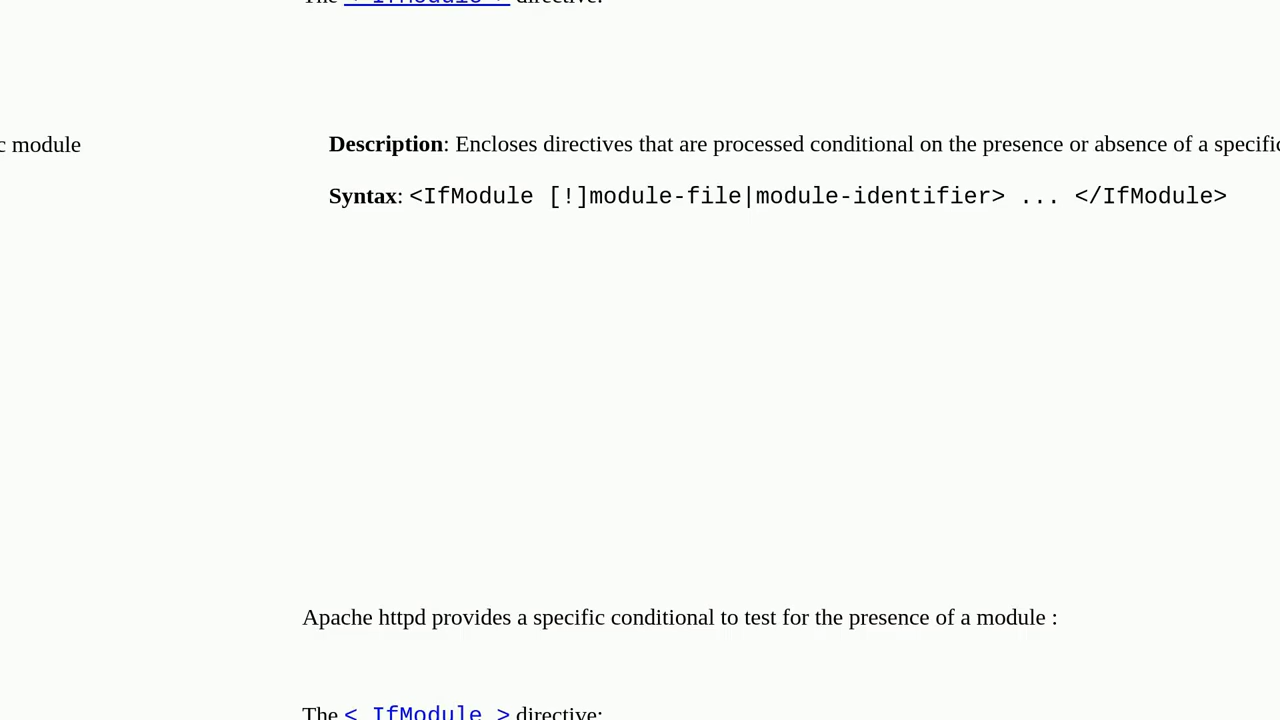 The < IfModule > directive:
c module
Description: Encloses directives that are processed conditional on the presence or absence of a specific
Syntax: <IfModule [!]module-file|module-identifier> ... </IfModule>
Apache httpd provides a specific conditional to test for the presence of a module :
The < IfModule > directive: